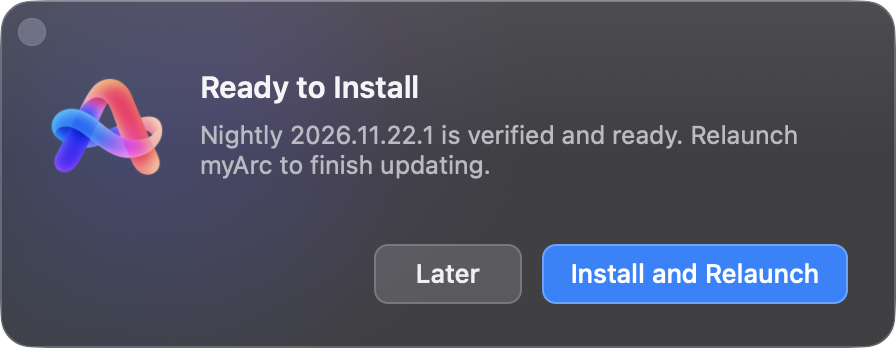 Ready to Install
Nightly 2026.11.22.1 is verified and ready. Relaunch
myArc to finish updating.
Later
Install and Relaunch